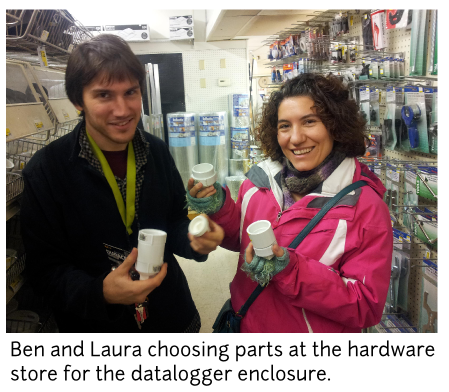 Ben and Laura choosing parts at the hardware
store for the datalogger enclosure.